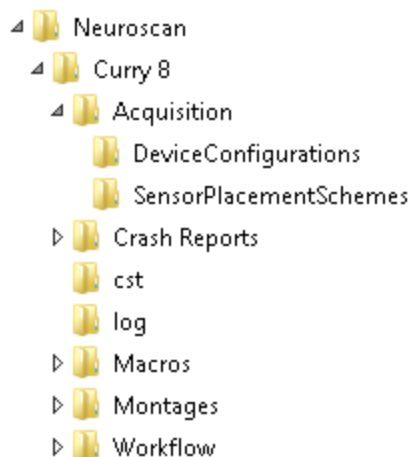 Neuroscan
Curry 8
Acquisition
DeviceConfigurations
SensorPlacementSchemes
Crash Reports
cst
log
Macros
Montages
Workflow